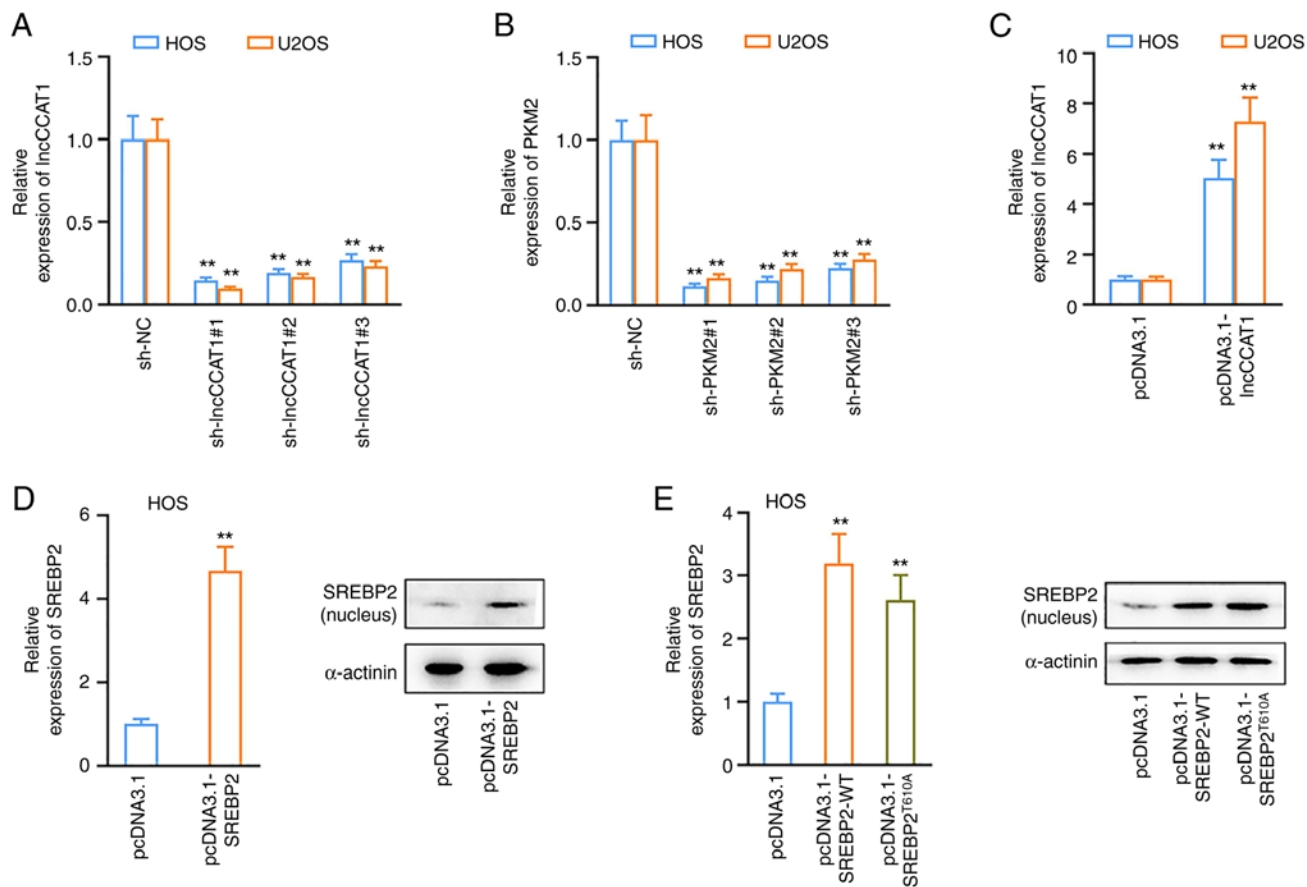 A
HOS
U2OS
Relative
expression of lncCCAT1
1.5
1.0
0.5
0.0
**
**
**
**
**
**
sh-NC
sh-lncCCAT1#1
sh-lncCCAT1#2
sh-lncCCAT1#3
B
HOS
U2OS
Relative
expression of PKM2
1.5
1.0
0.5
0.0
**
**
**
**
**
**
sh-NC
sh-PKM2#1
sh-PKM2#2
sh-PKM2#3
C
HOS
U2OS
Relative
expression of lncCCAT1
10
8
6
4
2
0
**
**
pcDNA3.1
pcDNA3.1-
lncCCAT1
D
HOS
Relative
expression of SREBP2
6
4
2
0
**
pcDNA3.1
pcDNA3.1-
SREBP2
SREBP2
(nucleus)
α-actinin
pcDNA3.1
pcDNA3.1-
SREBP2
E
HOS
Relative
expression of SREBP2
4
3
2
1
0
**
**
pcDNA3.1
pcDNA3.1-
SREBP2-WT
pcDNA3.1-
SREBP2T610A
SREBP2
(nucleus)
α-actinin
pcDNA3.1
pcDNA3.1-
SREBP2-WT
pcDNA3.1-
SREBP2T610A